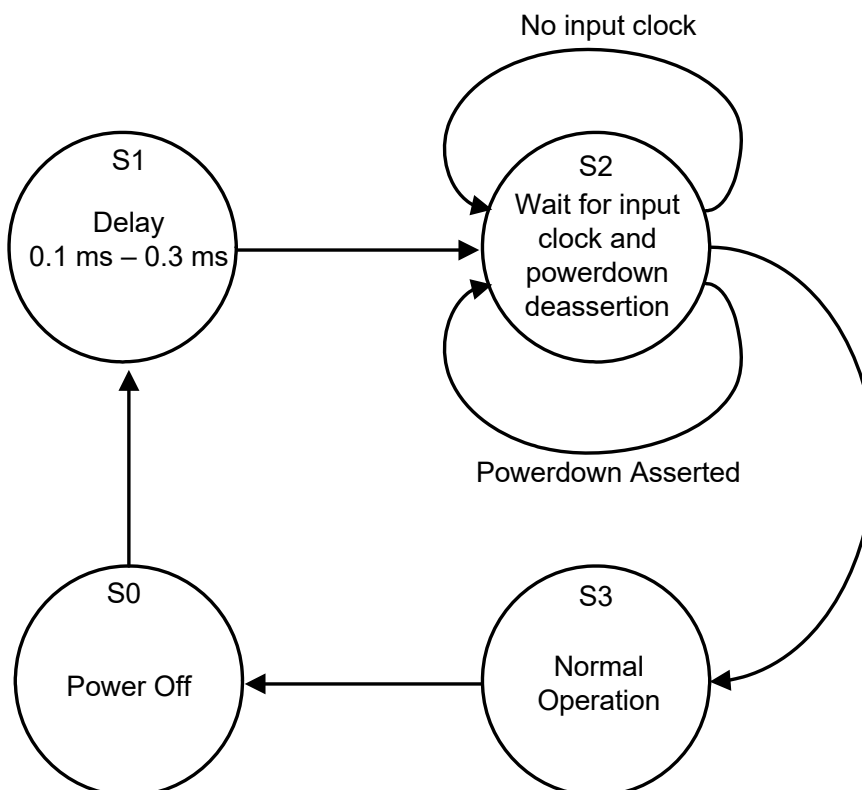 No input clock
S1
Delay
0.1 ms – 0.3 ms
S2
Wait for input
clock and
powerdown
deassertion
Powerdown Asserted
S0
Power Off
S3
Normal
Operation